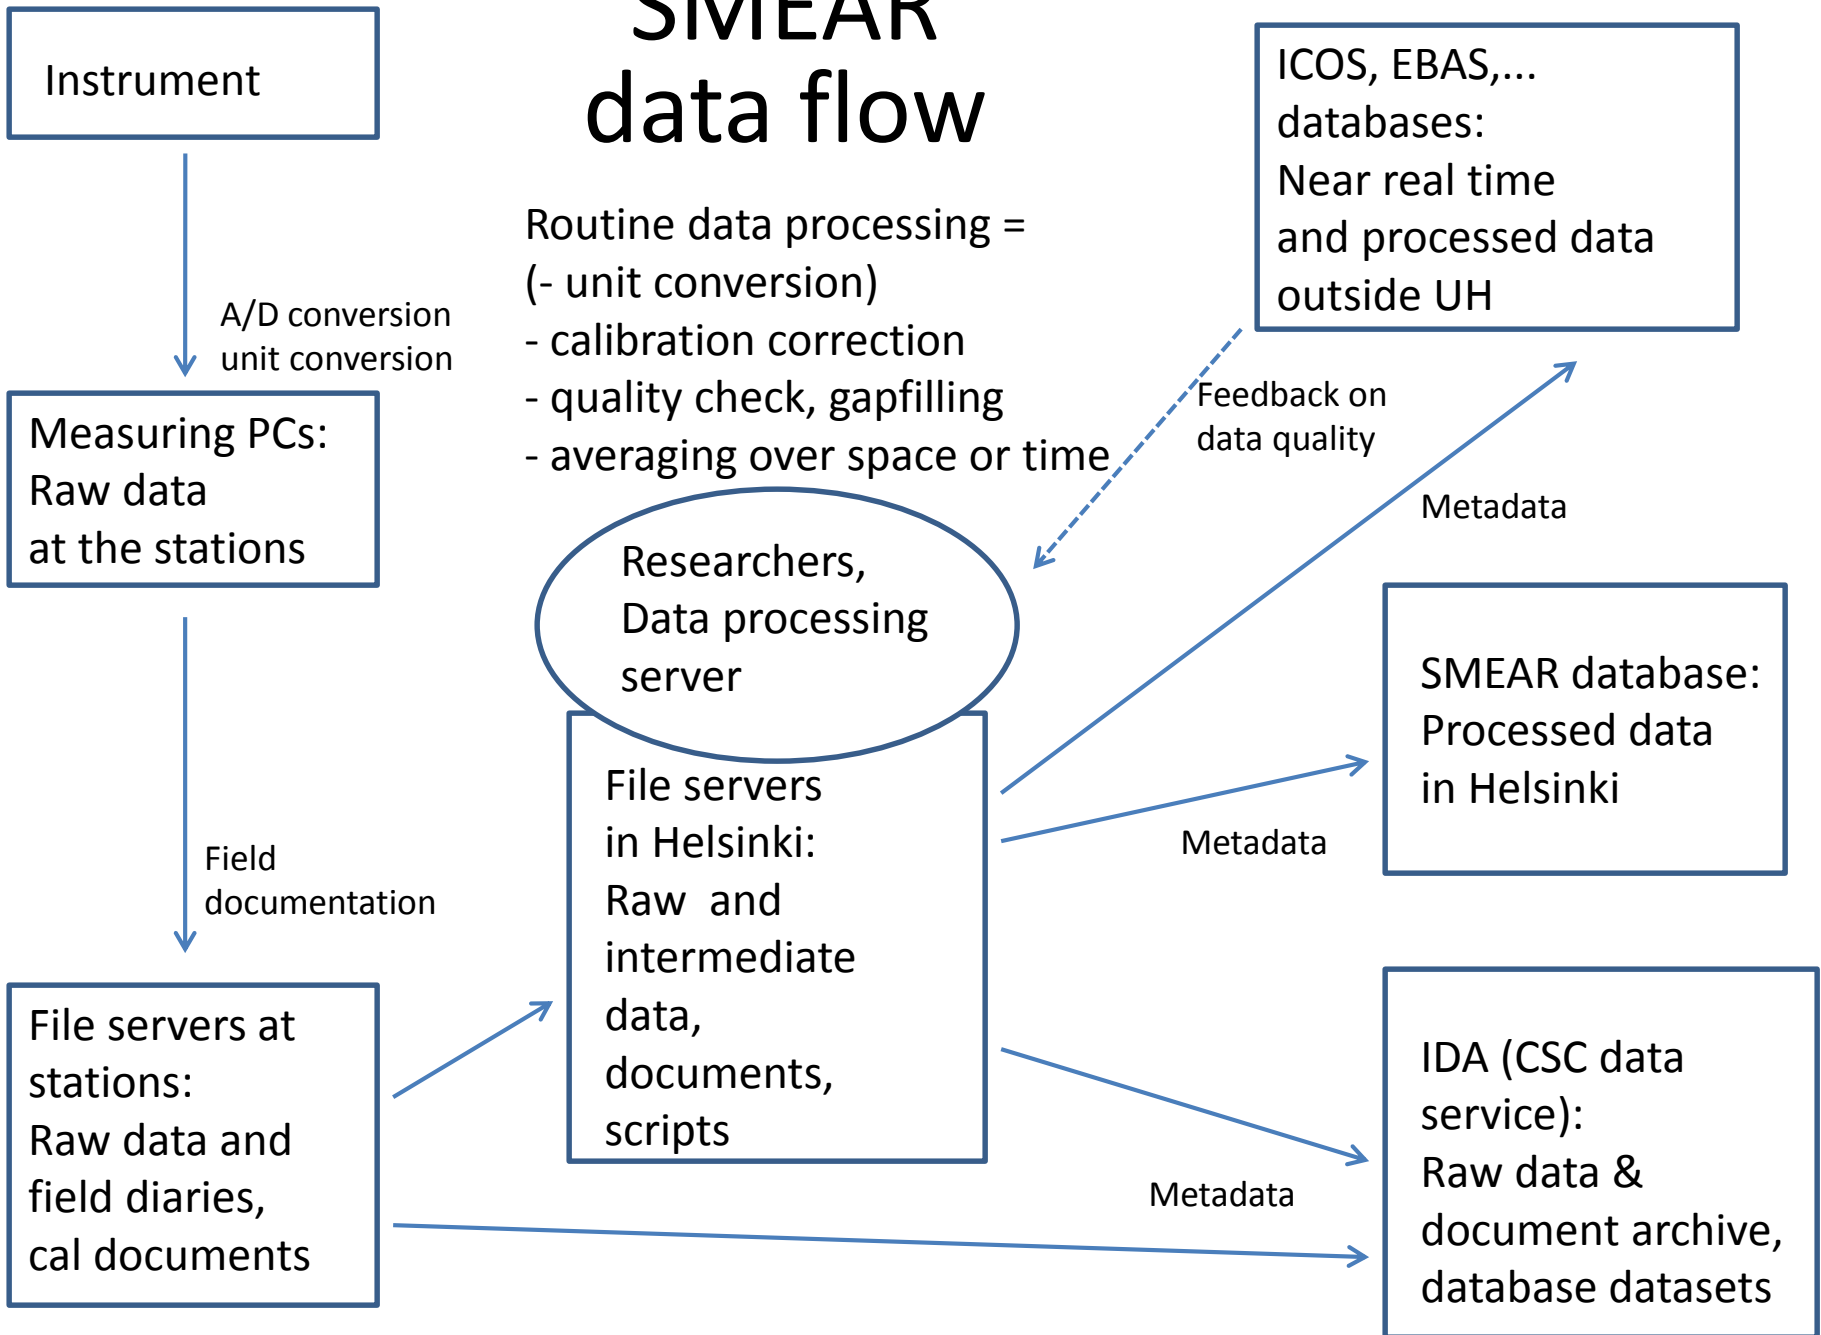 SMEAR
data flow
Instrument
A/D conversion
unit conversion
Measuring PCs:
Raw data
at the stations
Field
documentation
File servers at
stations:
Raw data and
field diaries,
cal documents
Routine data processing =
(- unit conversion)
- calibration correction
- quality check, gapfilling
- averaging over space or time
Researchers,
Data processing
server
File servers
in Helsinki:
Raw and
intermediate
data,
documents,
scripts
ICOS, EBAS,...
databases:
Near real time
and processed data
outside UH
Feedback on
data quality
Metadata
SMEAR database:
Processed data
in Helsinki
Metadata
IDA (CSC data
service):
Raw data &
document archive,
database datasets
Metadata